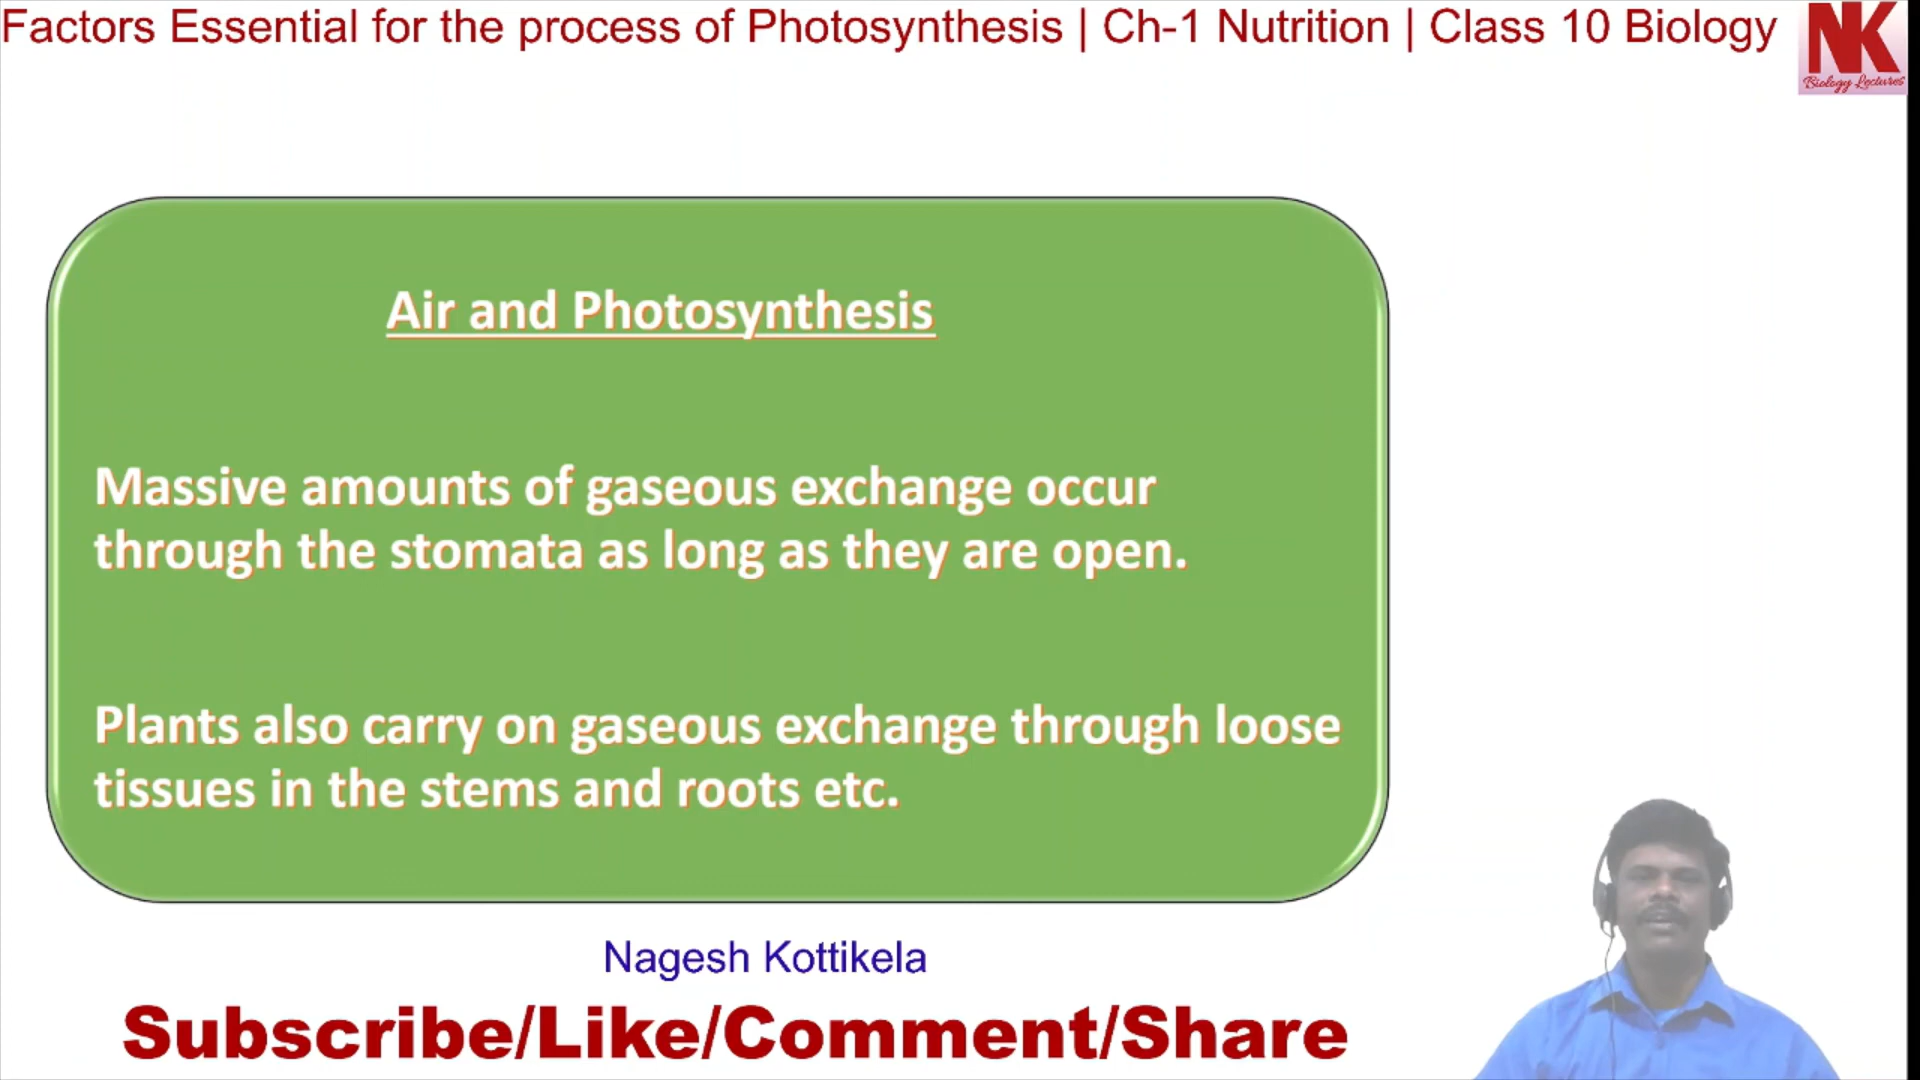 Factors Essential for the process of Photosynthesis | Ch-1 Nutrition | Class 10 Biology
NK
Biology Lectures
Air and Photosynthesis
Massive amounts of gaseous exchange occur
through the stomata as long as they are open.
Plants also carry on gaseous exchange through loose
tissues in the stems and roots etc.
Nagesh Kottikela
Subscribe/Like/Comment/Share